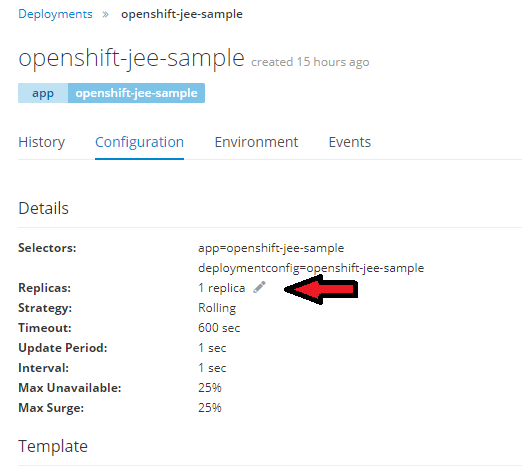 Deployments » openshift-jee-sample
openshift-jee-sample created 15 hours ago
app openshift-jee-sample
History Configuration Environment Events
Details
Selectors: app=openshift-jee-sample
deploymentconfig=openshift-jee-sample
Replicas: 1 replica
Strategy: Rolling
Timeout: 600 sec
Update Period: 1 sec
Interval: 1 sec
Max Unavailable: 25%
Max Surge: 25%
Template